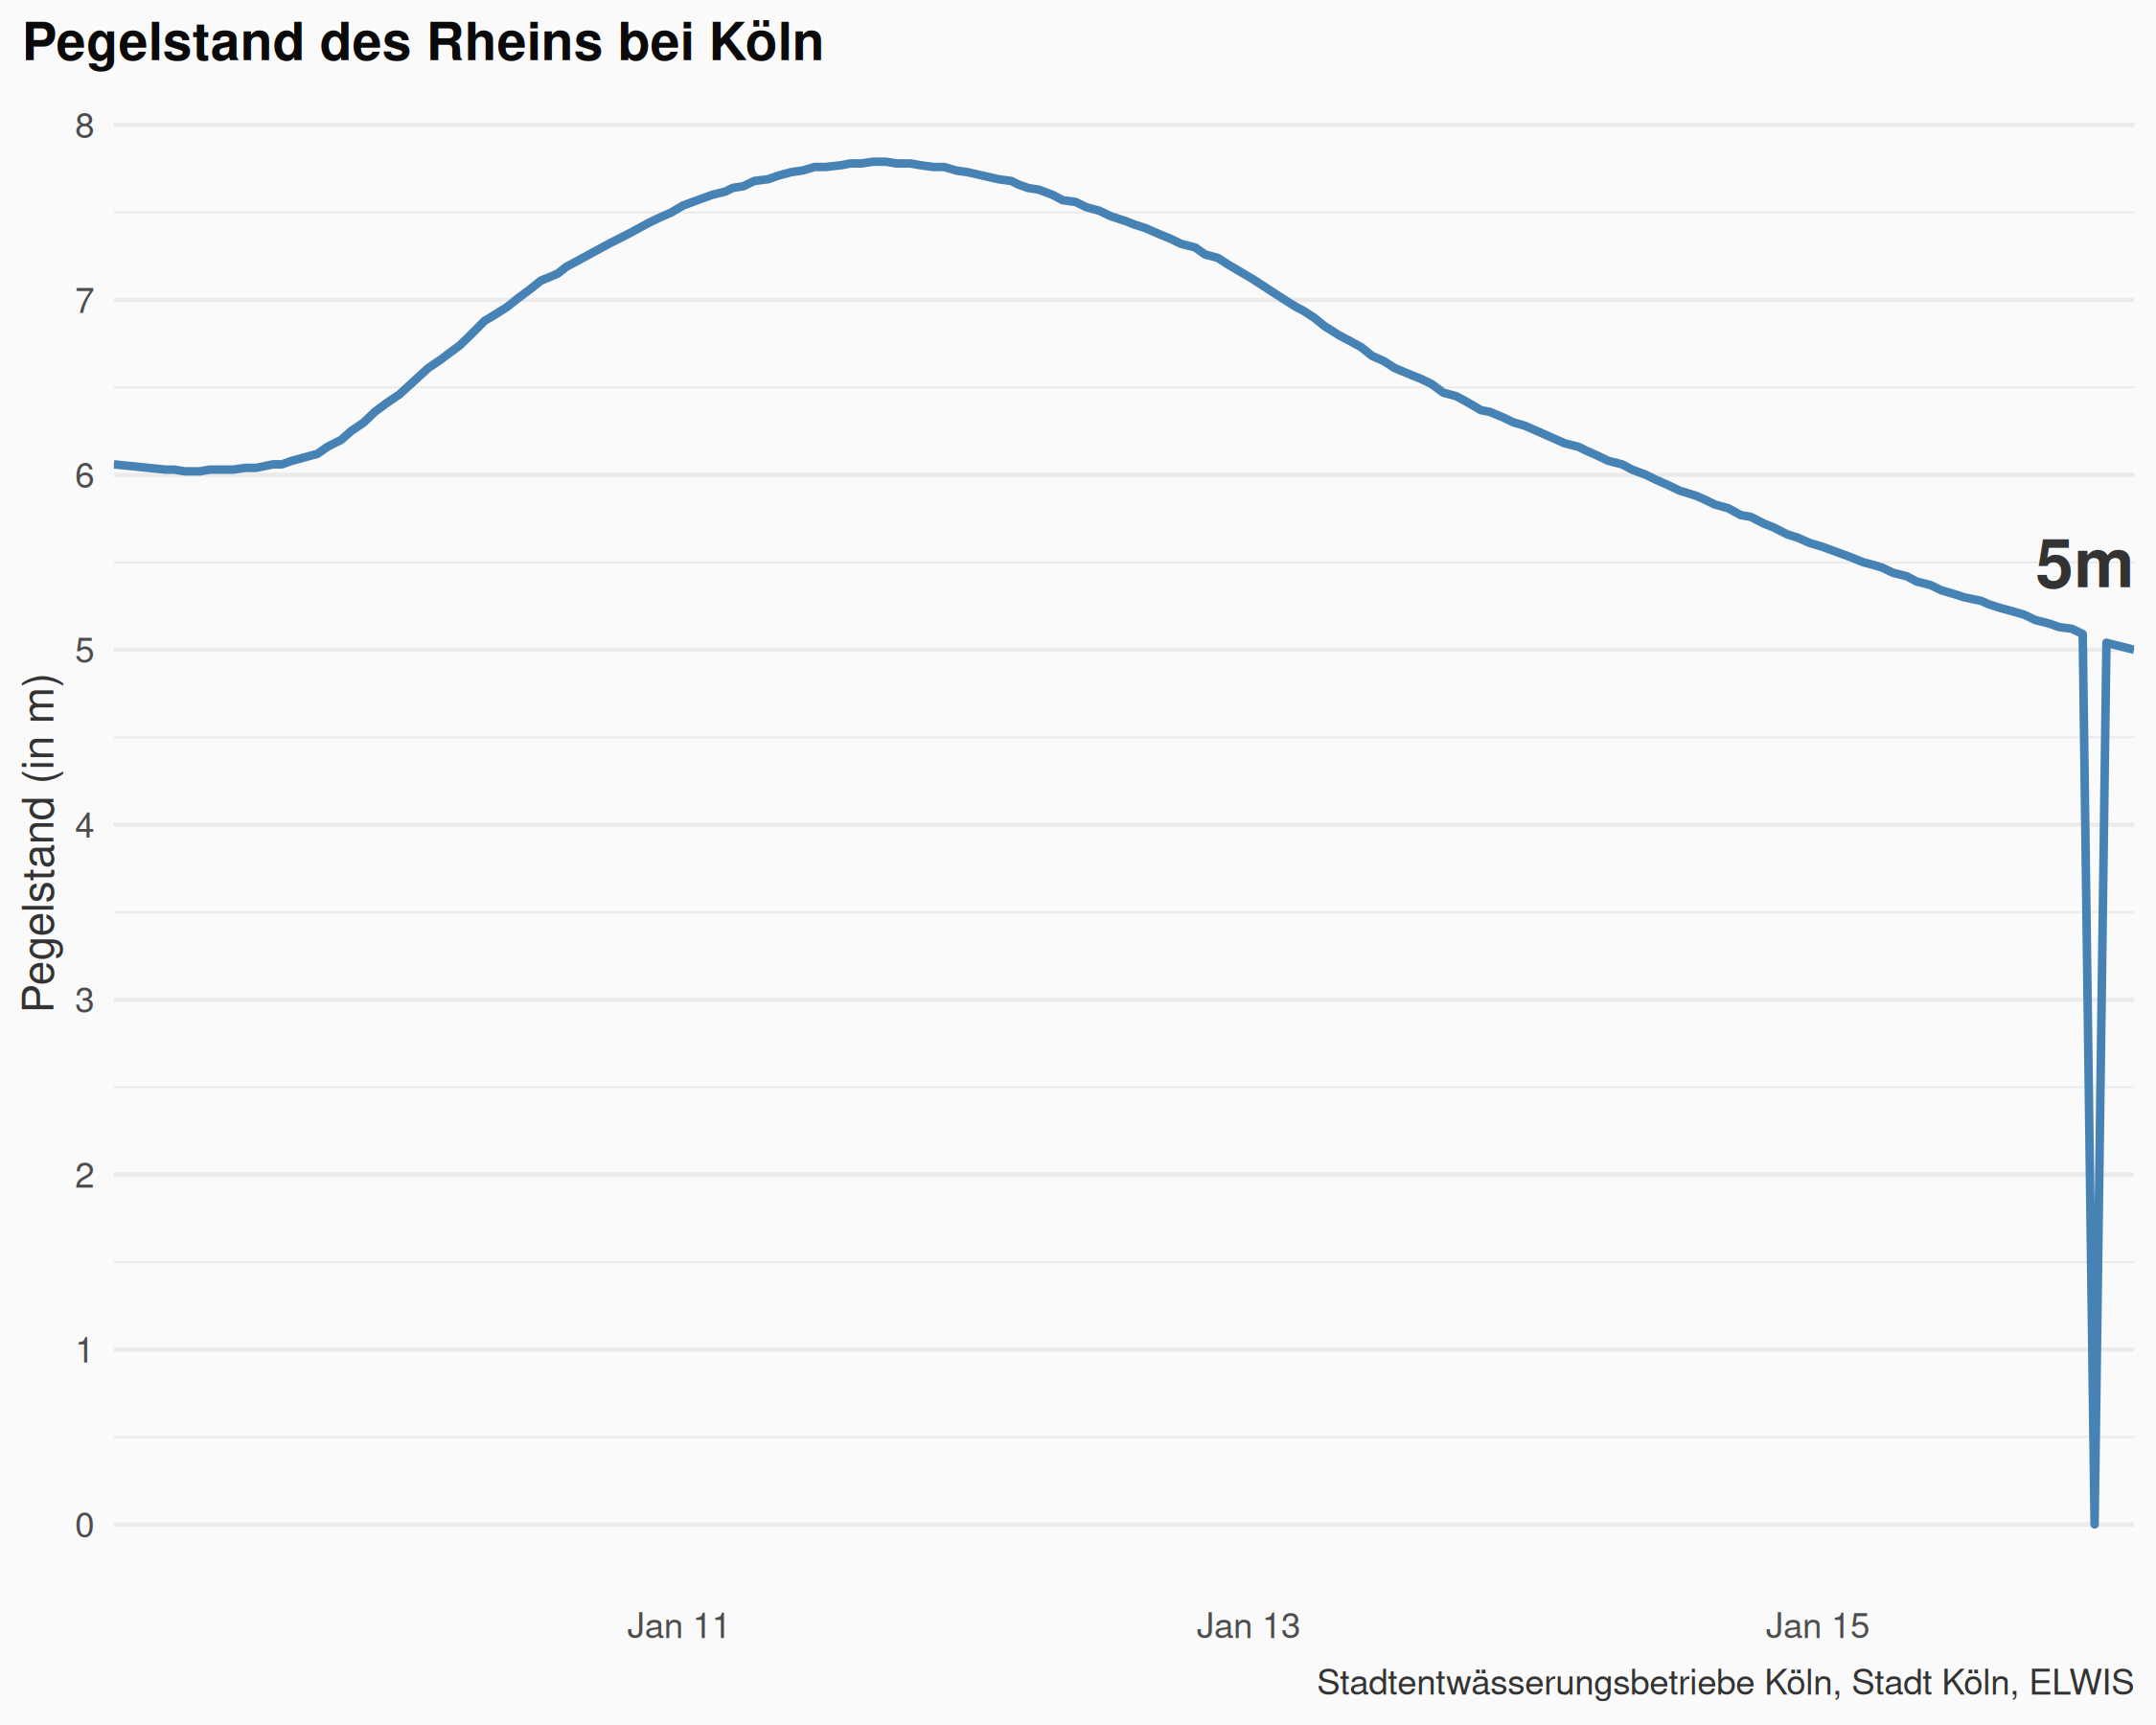 Pegelstand des Rheins bei Köln
Pegelstand (in m)
8
7
6
5
4
3
2
1
0
5m
Jan 11
Jan 13
Jan 15
Stadtentwässerungsbetriebe Köln, Stadt Köln, ELWIS